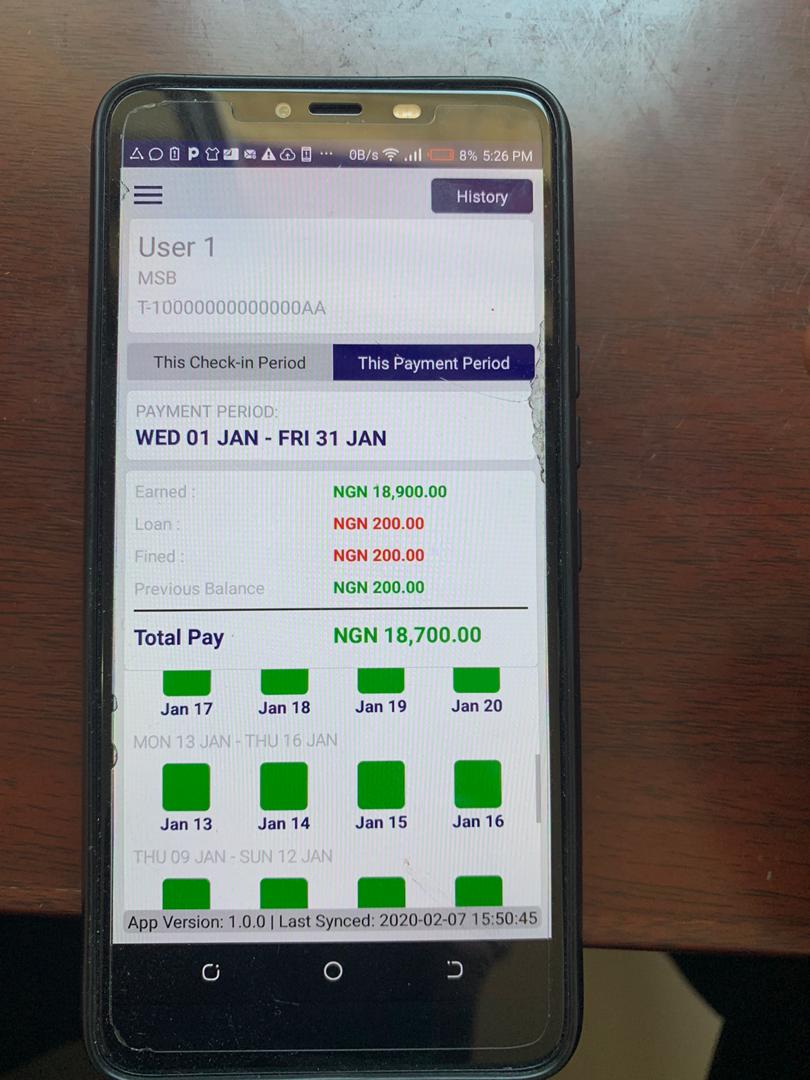 0B/s 8% 5:26 PM
History
User 1
MSB
T-10000000000000AA
This Check-in Period This Payment Period
PAYMENT PERIOD:
WED 01 JAN - FRI 31 JAN
Earned : NGN 18,900.00
Loan : NGN 200.00
Fined : NGN 200.00
Previous Balance NGN 200.00
Total Pay NGN 18,700.00
Jan 17 Jan 18 Jan 19 Jan 20
MON 13 JAN - THU 16 JAN
Jan 13 Jan 14 Jan 15 Jan 16
THU 09 JAN - SUN 12 JAN
App Version: 1.0.0 | Last Synced: 2020-02-07 15:50:45